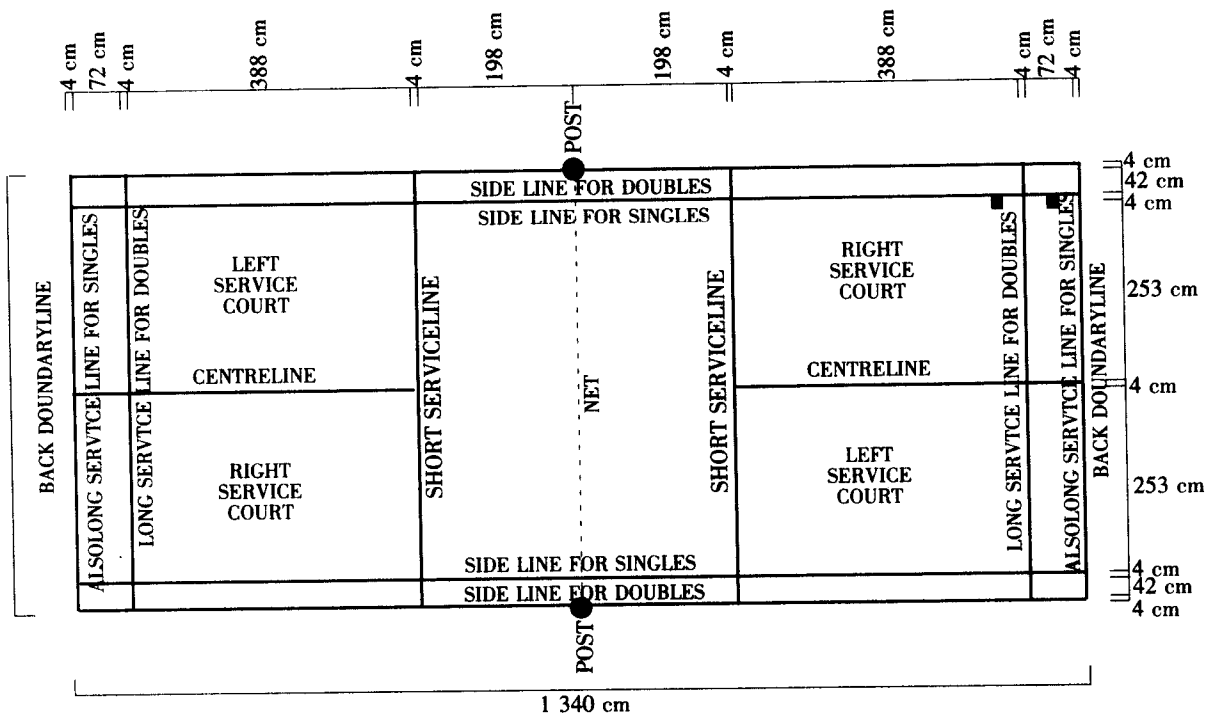 4 cm
72 cm
4 cm
388 cm
4 cm
198 cm
198 cm
4 cm
388 cm
4 cm
72 cm
4 cm
POST
4 cm
42 cm
4 cm
253 cm
4 cm
253 cm
4 cm
42 cm
4 cm
SIDE LINE FOR DOUBLES
SIDE LINE FOR SINGLES
BACK DOUNDARYLINE
ALSOLONG SERVTCE LINE FOR SINGLES
LONG SERVTCE LINE FOR DOUBLES
LEFT
SERVICE
COURT
CENTRELINE
RIGHT
SERVICE
COURT
SHORT SERVICELINE
NET
SHORT SERVICELINE
RIGHT
SERVICE
COURT
CENTRELINE
LEFT
SERVICE
COURT
LONG SERVTCE LINE FOR DOUBLES
ALSOLONG SERVTCE LINE FOR SINGLES
BACK DOUNDARYLINE
SIDE LINE FOR SINGLES
SIDE LINE FOR DOUBLES
POST
1 340 cm